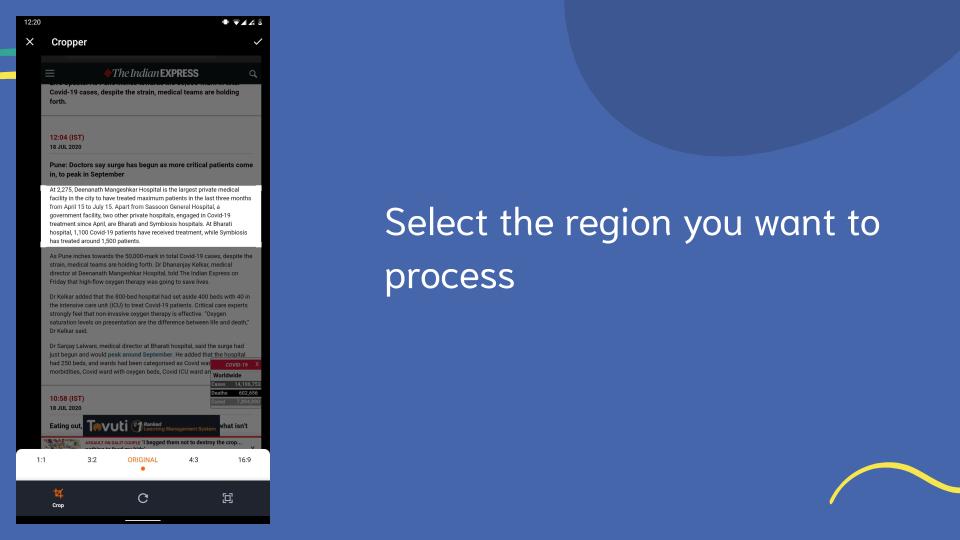 12:20
Cropper
The Indian EXPRESS
Covid-19 cases, despite the strain, medical teams are holding
forth.
12:04 (IST)
18 JUL 2020
Pune: Doctors say surge has begun as more critical patients come
in, to peak in September
At 2,275, Deenanath Mangeshkar Hospital is the largest private medical
facility in the city to have treated maximum patients in the last three months
from April 15 to July 15. Apart from Sassoon General Hospital, a
government facility, two other private hospitals, engaged in Covid-19
treatment since April, are Bharati and Symbiosis hospitals. At Bharati
hospital, 1,100 Covid-19 patients have received treatment, while Symbiosis
has treated around 1,500 patients.
As Pune inches towards the 50,000-mark in total Covid-19 cases, despite the
strain, medical teams are holding forth. Dr Dhananjay Kelkar, medical
director at Deenanath Mangeshkar Hospital, told The Indian Express on
Friday that high-flow oxygen therapy was going to save lives.
Dr Kelkar added that the 800-bed hospital had set aside 400 beds with 40 in
the intensive care unit (ICU) to treat Covid-19 patients. Critical care experts
strongly feel that non-invasive oxygen therapy is effective. "Oxygen
saturation levels on presentation are the difference between life and death,"
Dr Kelkar said.
Dr Sanjay Lalwani, medical director at Bharati hospital, said the surge had
just begun and would peak around September. He added that the hospital
had 250 beds, and wards had been categorised as Covid
morbidities, Covid ward with oxygen beds, Covid ICU ward
COVID-19 X
Worldwide
Cases 14,196,752
Deaths 602,656
10:58 (IST)
18 JUL 2020
Eating out, what isn't
Tovuti #1 Ranked
Learning Management System
ASSAULT ON DALIT COUPLE 'I begged them not to destroy the crop...
1:1 3:2 ORIGINAL 4:3 16:9
Crop
Select the region you want to
process